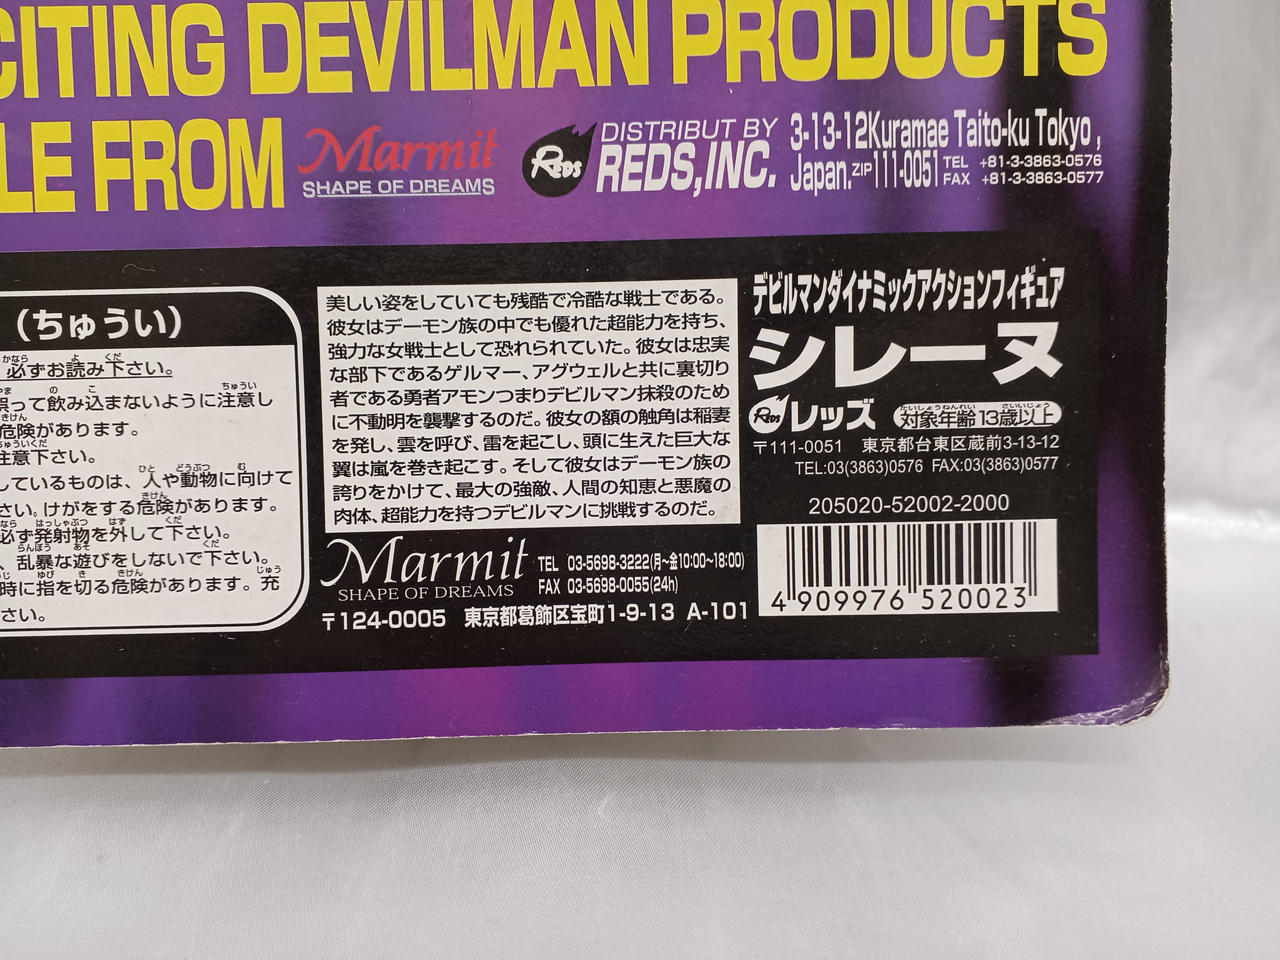 CITING DEVILMAN PRODUCTS
LE FROM
Marmit
SHAPE OF DREAMS
REDS
DISTRIBUT BY
REDS,INC.
3-13-12Kuramae Taito-ku Tokyo ,
Japan.ZIP111-0051 TEL +81-3-3863-0576
FAX +81-3-3863-0577
(ちゅうい)
必ずお読み下さい。
って飲み込まないように注意し
危険があります。
注意下さい。
しているものは、人や動物に向けて
さい。けがをする危険があります。
必ず発射物を外して下さい。
、乱暴な遊びをしないで下さい。
時に指を切る危険があります。充
さい。
美しい姿をしていても残酷で冷酷な戦士である。
彼女はデーモン族の中でも優れた超能力を持ち、
強力な女戦士として恐れられていた。彼女は忠実
な部下であるゲルマー、アグウェルと共に裏切り
者である勇者アモンつまりデビルマン抹殺のため
に不動明を襲撃するのだ。彼女の額の触角は稲妻
を発し、雲を呼び、雷を起こし、頭に生えた巨大な
翼は嵐を巻き起こす。そして彼女はデーモン族の
誇りをかけて、最大の強敵、人間の知恵と悪魔の
肉体、超能力を持つデビルマンに挑戦するのだ。
Marmit
SHAPE OF DREAMS
TEL 03-5698-3222(月〜金10:00〜18:00)
FAX 03-5698-0055(24h)
〒124-0005 東京都葛飾区宝町1-9-13 A-101
デビルマンダイナミックアクションフィギュア
シレーヌ
REDS レッズ 対象年齢13歳以上
〒111-0051 東京都台東区蔵前3-13-12
TEL:03(3863)0576 FAX:03(3863)0577
205020-52002-2000
4 909976 520023